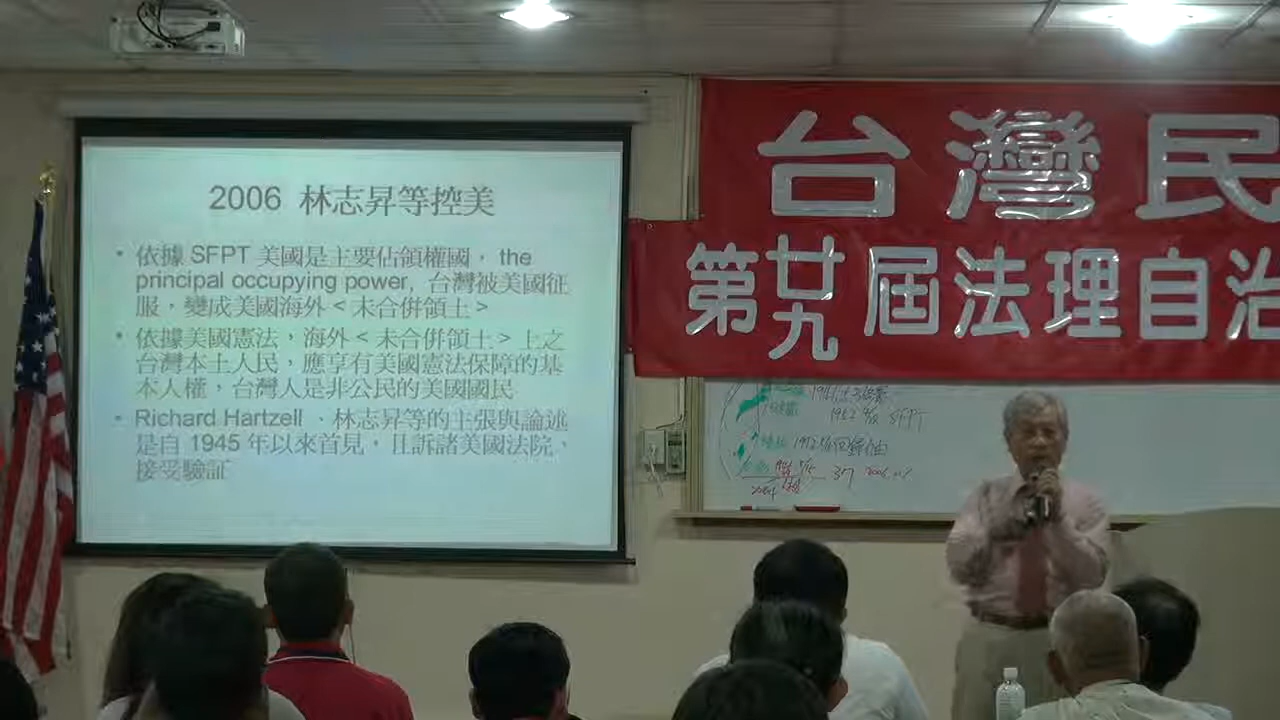 2006 林志昇等控美
• 依據 SFPT 美國是主要佔領權國， the
principal occupying power, 台灣被美國征
服，變成美國海外＜未合併領土＞
• 依據美國憲法，海外＜未合併領土＞上之
台灣本土人民，應享有美國憲法保障的基
本人權，台灣人是非公民的美國國民
• Richard Hartzell 、林志昇等的主張與論述
是自 1945 年以來首見，且訴諸美國法院、
接受驗証
台灣民
第廿九屆法理自治
1952 SFPT
1972
37